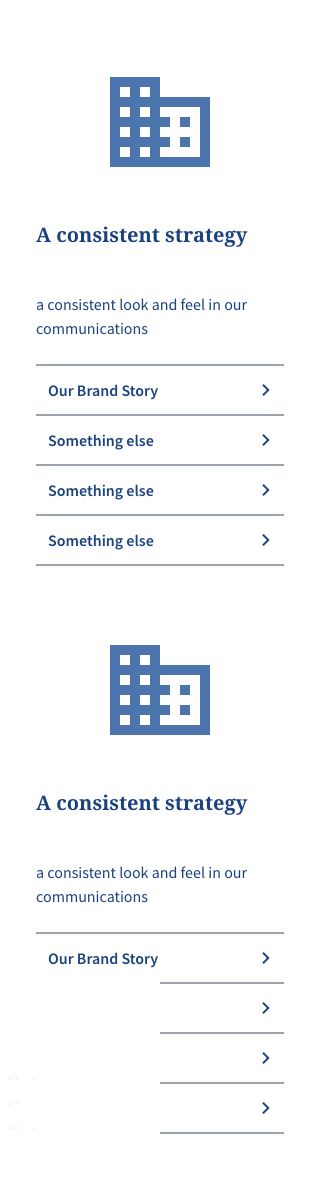 A consistent strategy
a consistent look and feel in our
communications
Our Brand Story
Something else
Something else
Something else
A consistent strategy
a consistent look and feel in our
communications
Our Brand Story